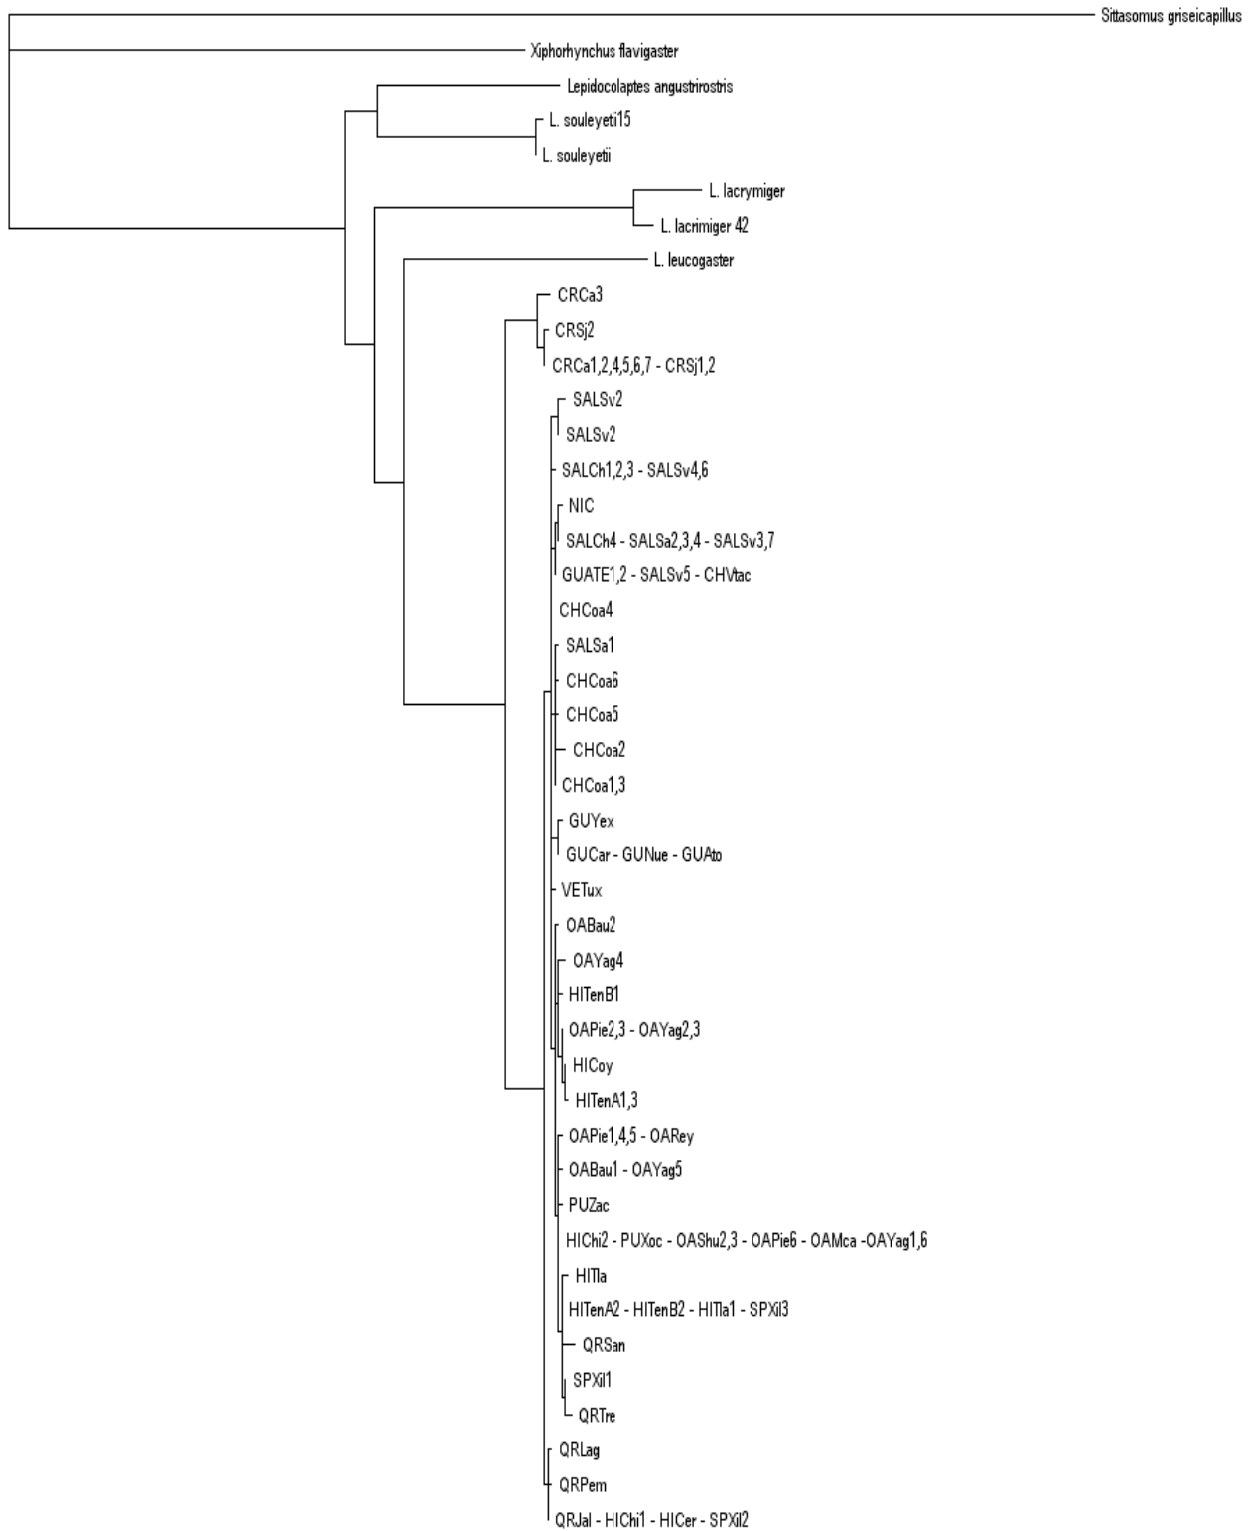 Sittasomus griseicapillus
Xiphorhynchus flavigaster
Lepidocolaptes angustrirostris
L. souleyeti15
L. souleyetii
L. lacrymiger
L. lacrimiger 42
L. leucogaster
CRCa3
CRSj2
CRCa1,2,4,5,6,7 - CRSj1,2
SALSv2
SALSv2
SALCh1,2,3 - SALSv4,6
NIC
SALCh4 - SALSa2,3,4 - SALSv3,7
GUATE1,2 - SALSv5 - CHVtac
CHCoa4
SALSa1
CHCoa6
CHCoa5
CHCoa2
CHCoa1,3
GUYex
GUCar - GUNue - GUAto
VETux
OABau2
OAYag4
HITenB1
OAPie2,3 - OAYag2,3
HICoy
HITenA1,3
OAPie1,4,5 - OARey
OABau1 - OAYag5
PUZac
HIChi2 - PUXoc - OAShu2,3 - OAPie6 - OAMca -OAYag1,6
HITla
HITenA2 - HITenB2 - HITla1 - SPXil3
QRSan
SPXil1
QRTre
QRLag
QRPem
QRJal - HIChi1 - HICer - SPXil2